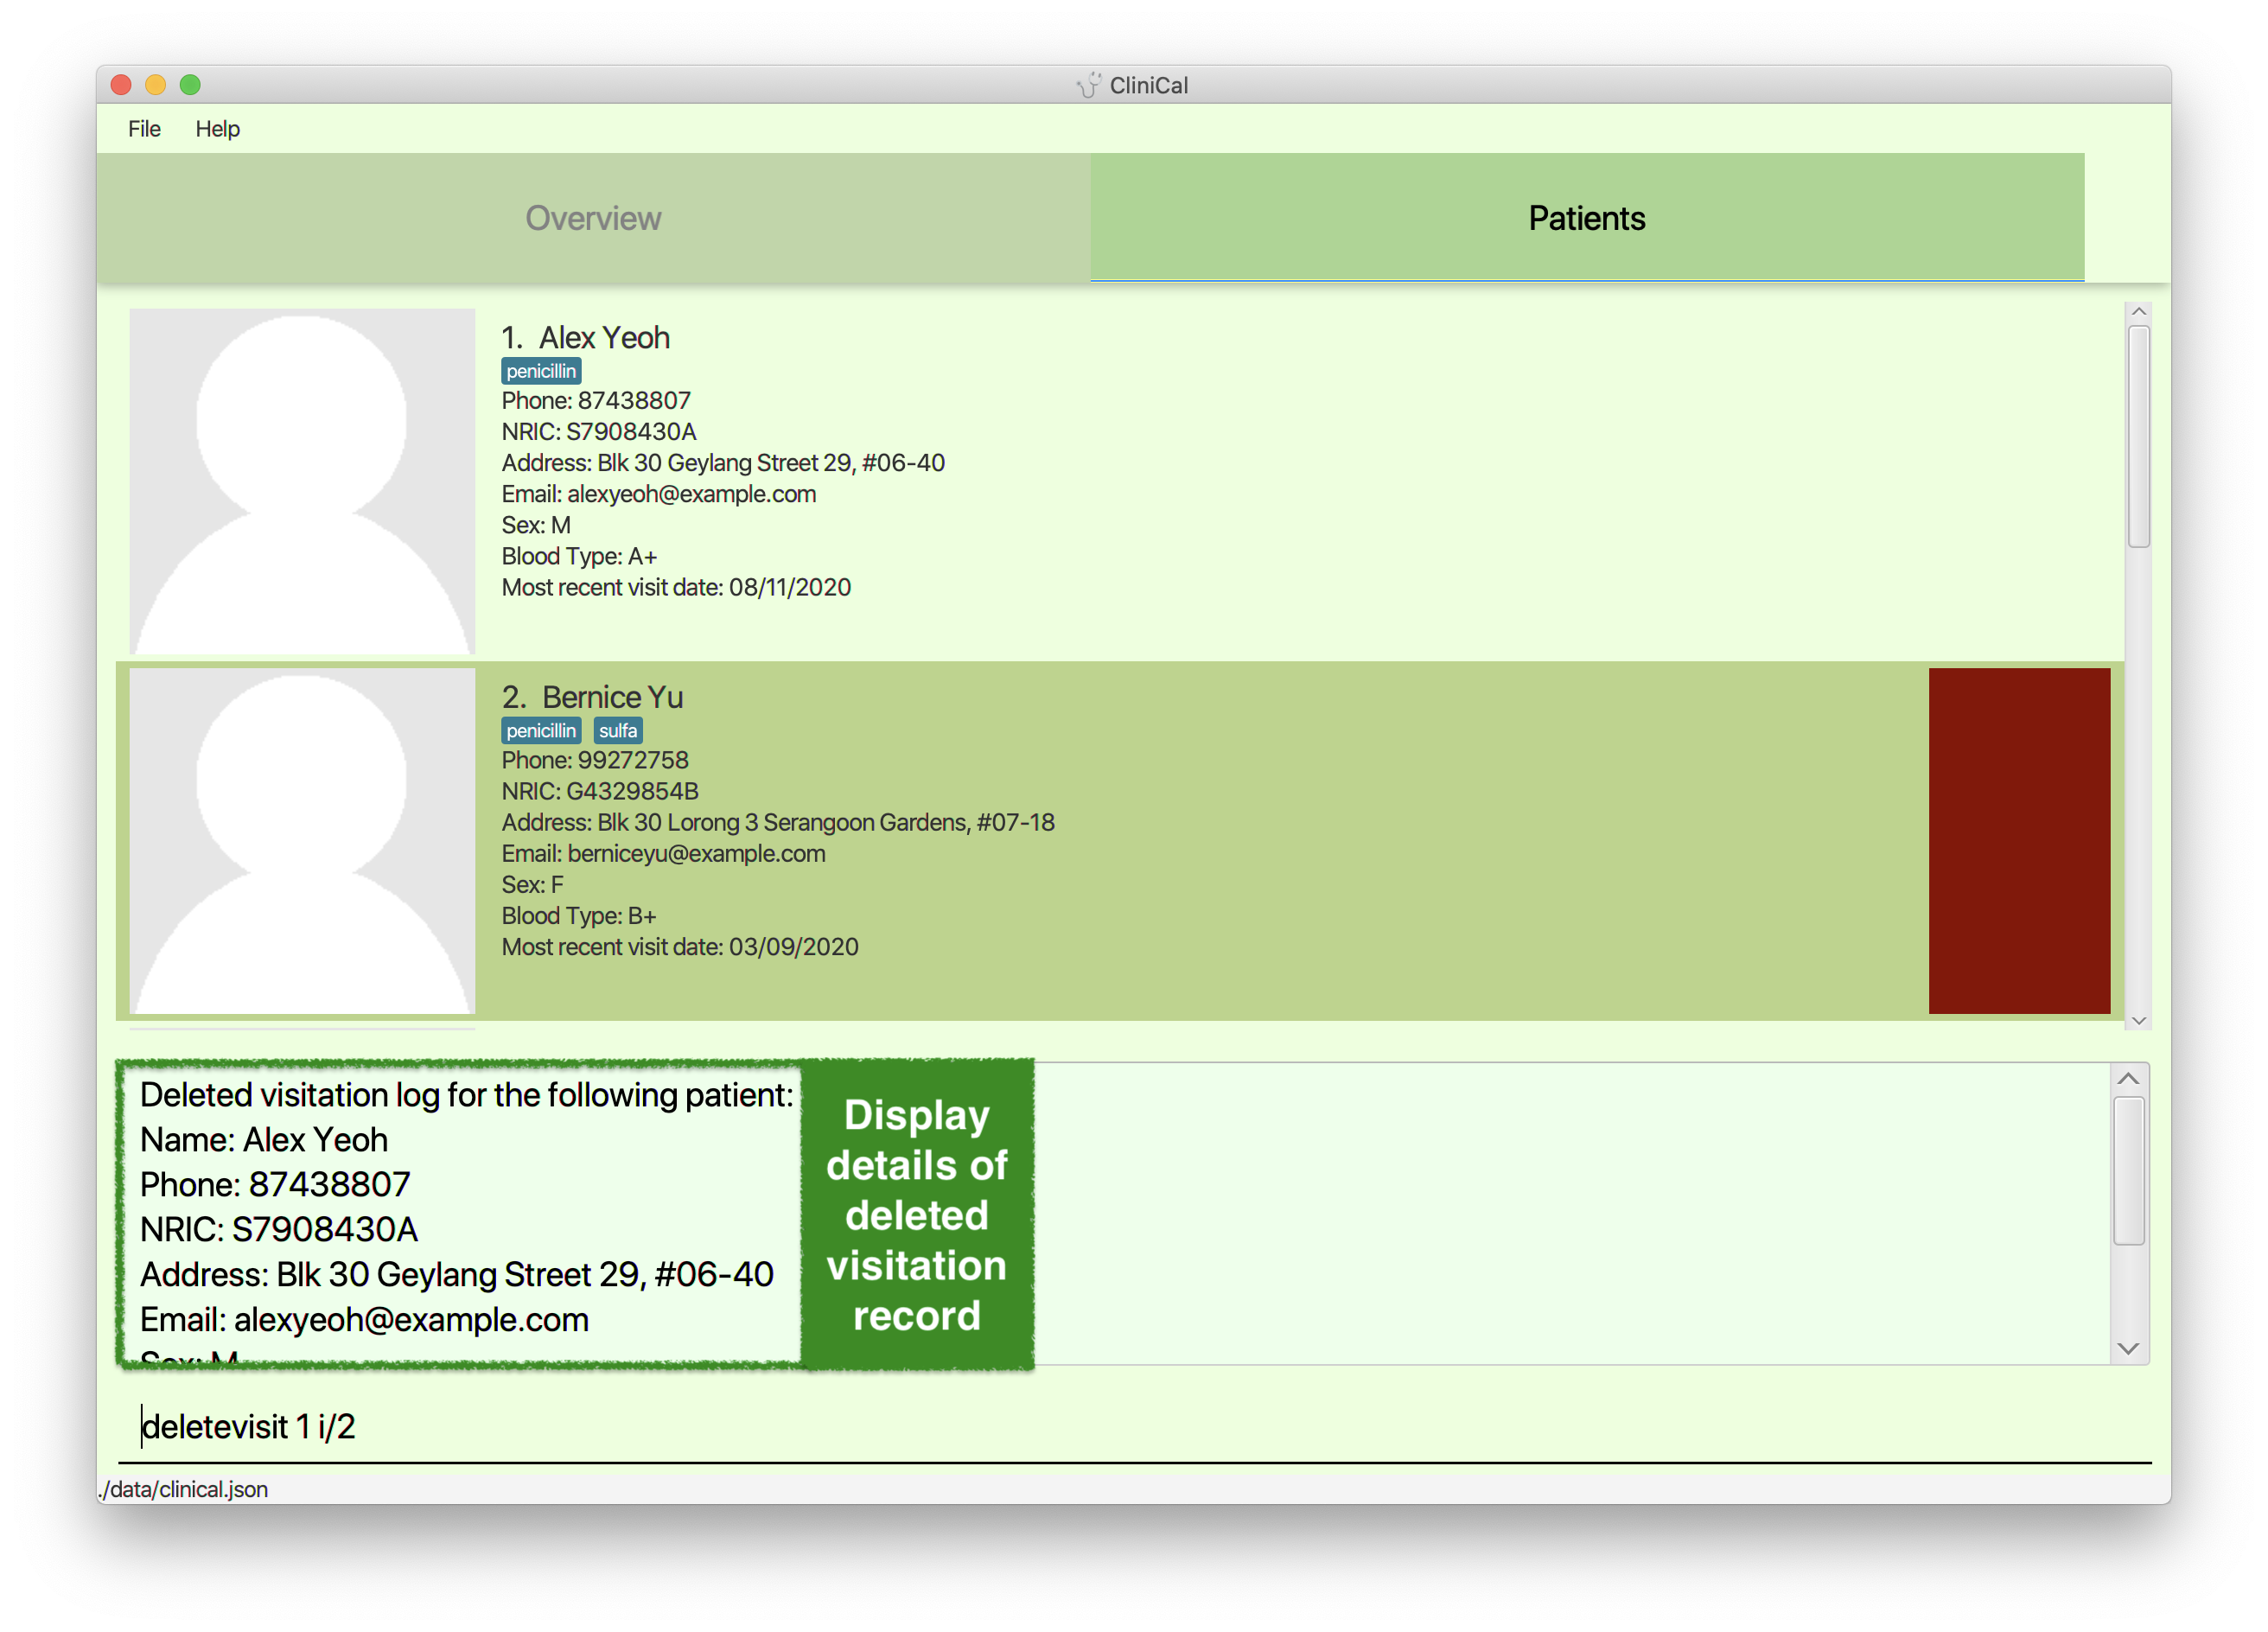 CliniCal
File Help
Overview
Patients
1. Alex Yeoh
penicillin
Phone: 87438807
NRIC: S7908430A
Address: Blk 30 Geylang Street 29, #06-40
Email: alexyeoh@example.com
Sex: M
Blood Type: A+
Most recent visit date: 08/11/2020
2. Bernice Yu
penicillin sulfa
Phone: 99272758
NRIC: G4329854B
Address: Blk 30 Lorong 3 Serangoon Gardens, #07-18
Email: berniceyu@example.com
Sex: F
Blood Type: B+
Most recent visit date: 03/09/2020
Deleted visitation log for the following patient:
Name: Alex Yeoh
Phone: 87438807
NRIC: S7908430A
Address: Blk 30 Geylang Street 29, #06-40
Email: alexyeoh@example.com
Sex: M
Display
details of
deleted
visitation
record
deletevisit 1 i/2
./data/clinical.json